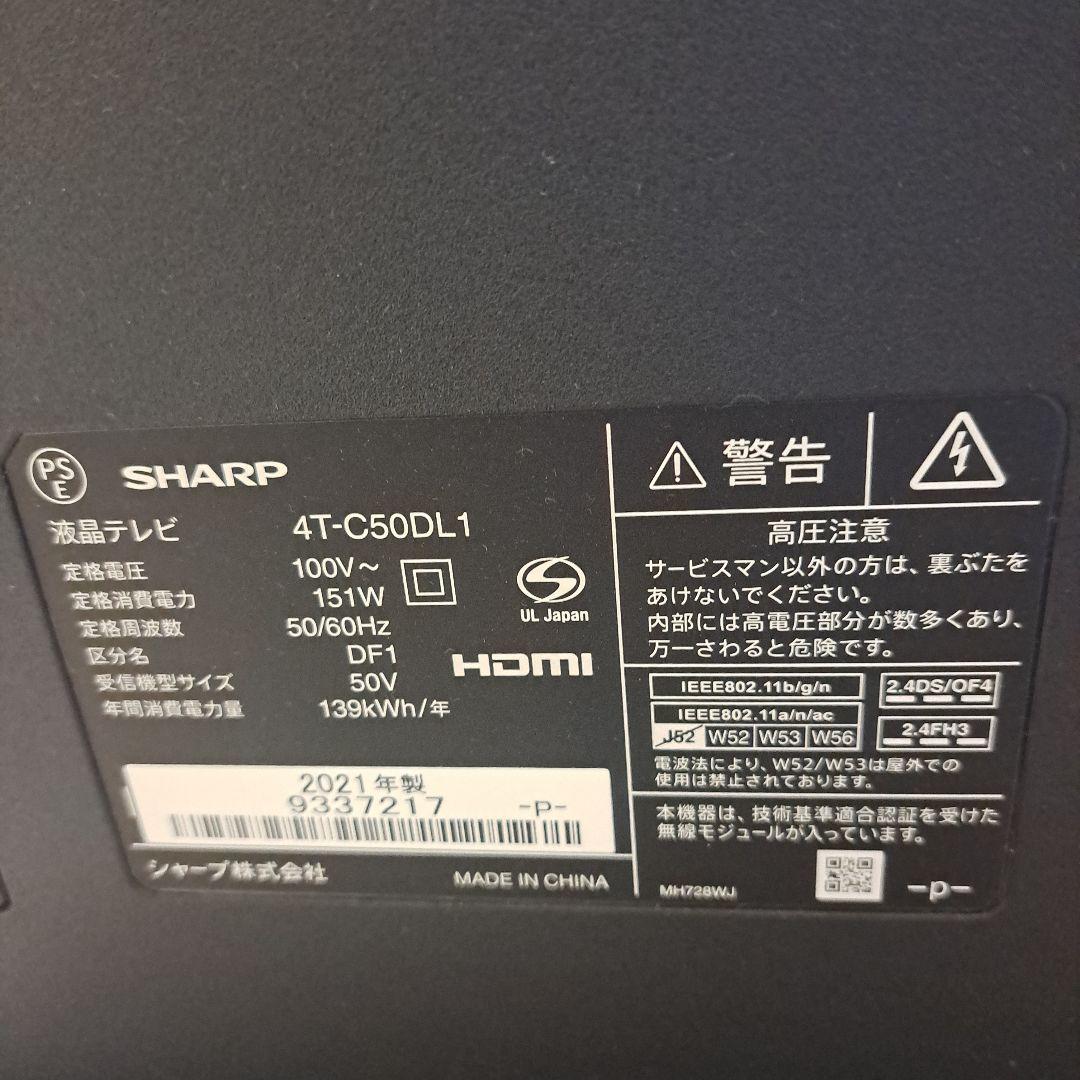 PSE
SHARP
液晶テレビ 4T-C50DL1
定格電圧 100V～
定格消費電力 151W
定格周波数 50/60Hz
区分名 DF1
受信機型サイズ 50V
年間消費電力量 139kWh/年
UL Japan
HDMI
2021年製
9337217 -P-
シャープ株式会社 MADE IN CHINA
警告
高圧注意
サービスマン以外の方は、裏ぶたを
あけないでください。
内部には高電圧部分が数多くあり、
万一さわると危険です。
IEEE802.11b/g/n
IEEE802.11a/n/ac
J52 W52 W53 W56
2.4DS/OF4
2.4FH3
電波法により、W52/W53は屋外での
使用は禁止されております。
本機器は、技術基準適合認証を受けた
無線モジュールが入っています。
MH728WJ -P-